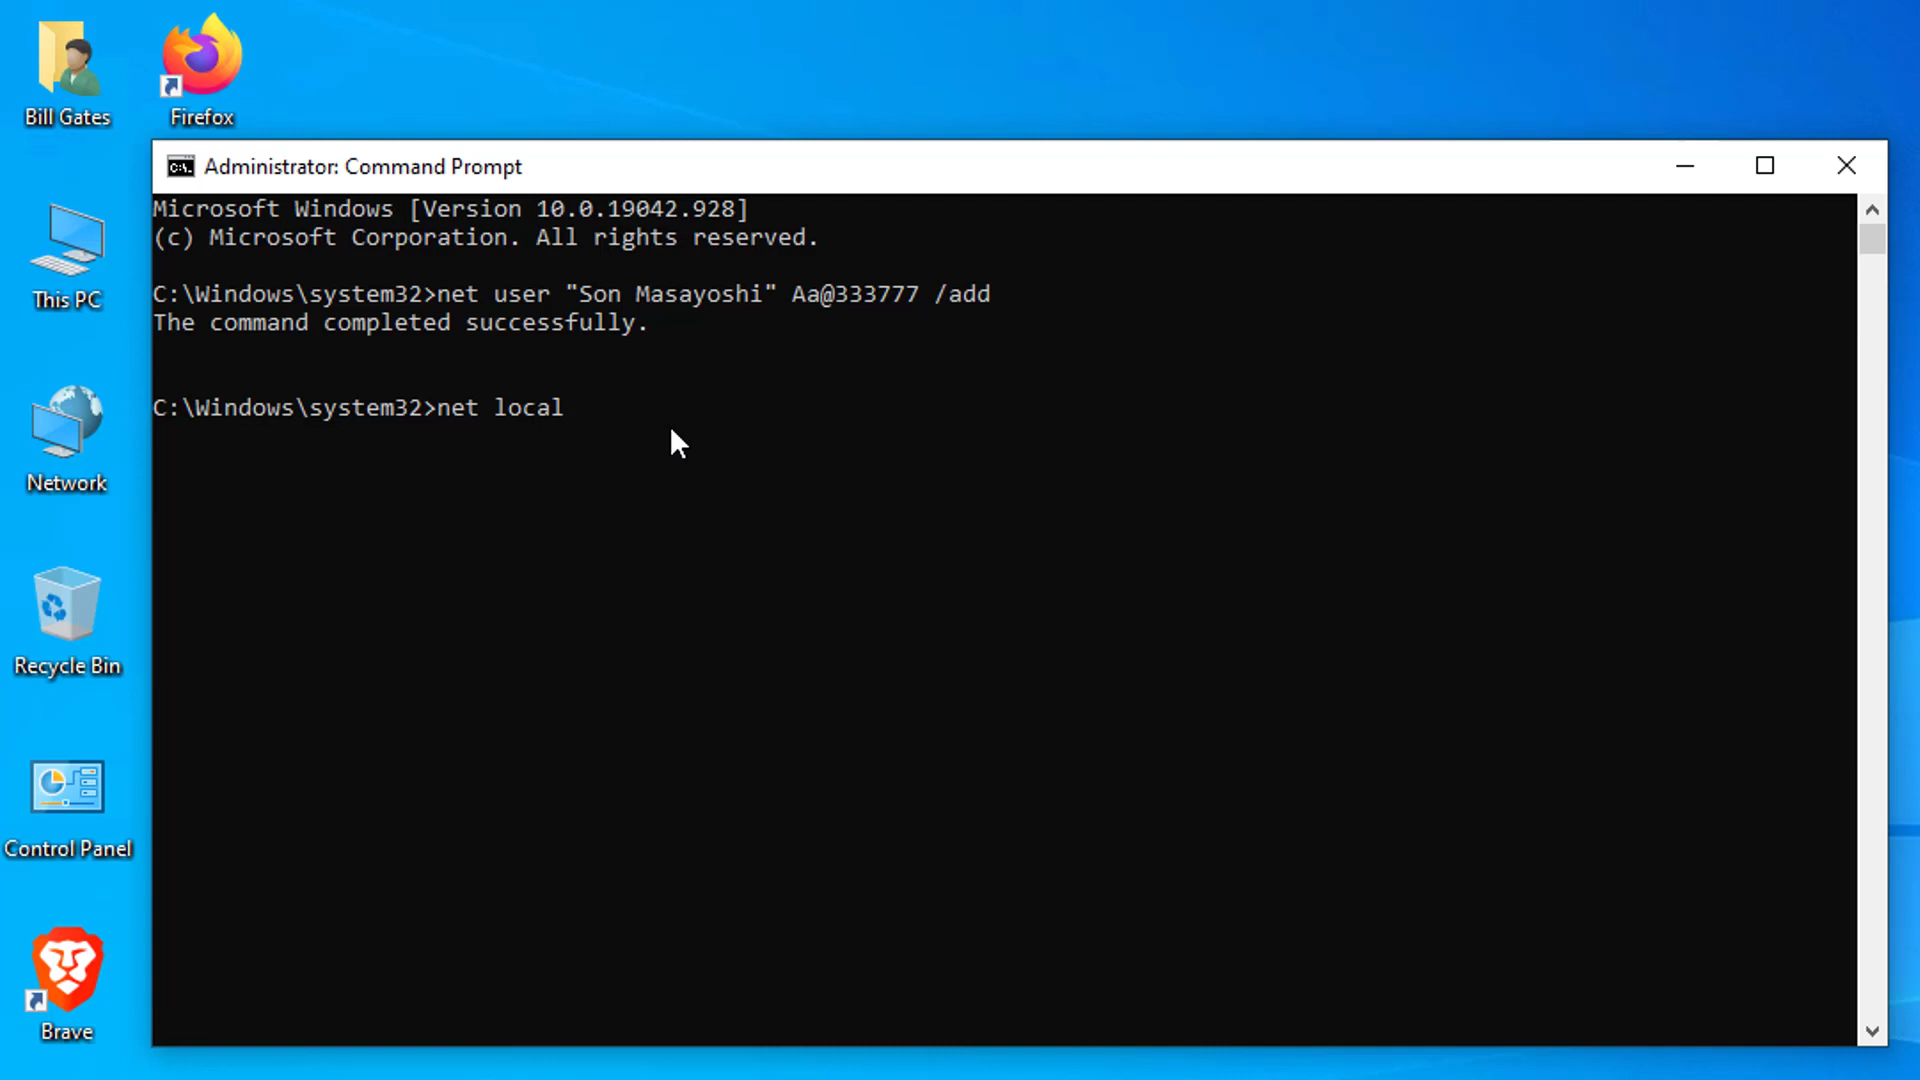 Bill Gates
Firefox
This PC
Network
Recycle Bin
Control Panel
Brave
C:\.
Administrator: Command Prompt
Microsoft Windows [Version 10.0.19042.928]
(c) Microsoft Corporation. All rights reserved.
C:\Windows\system32>net user "Son Masayoshi" Aa@333777 /add
The command completed successfully.
C:\Windows\system32>net local